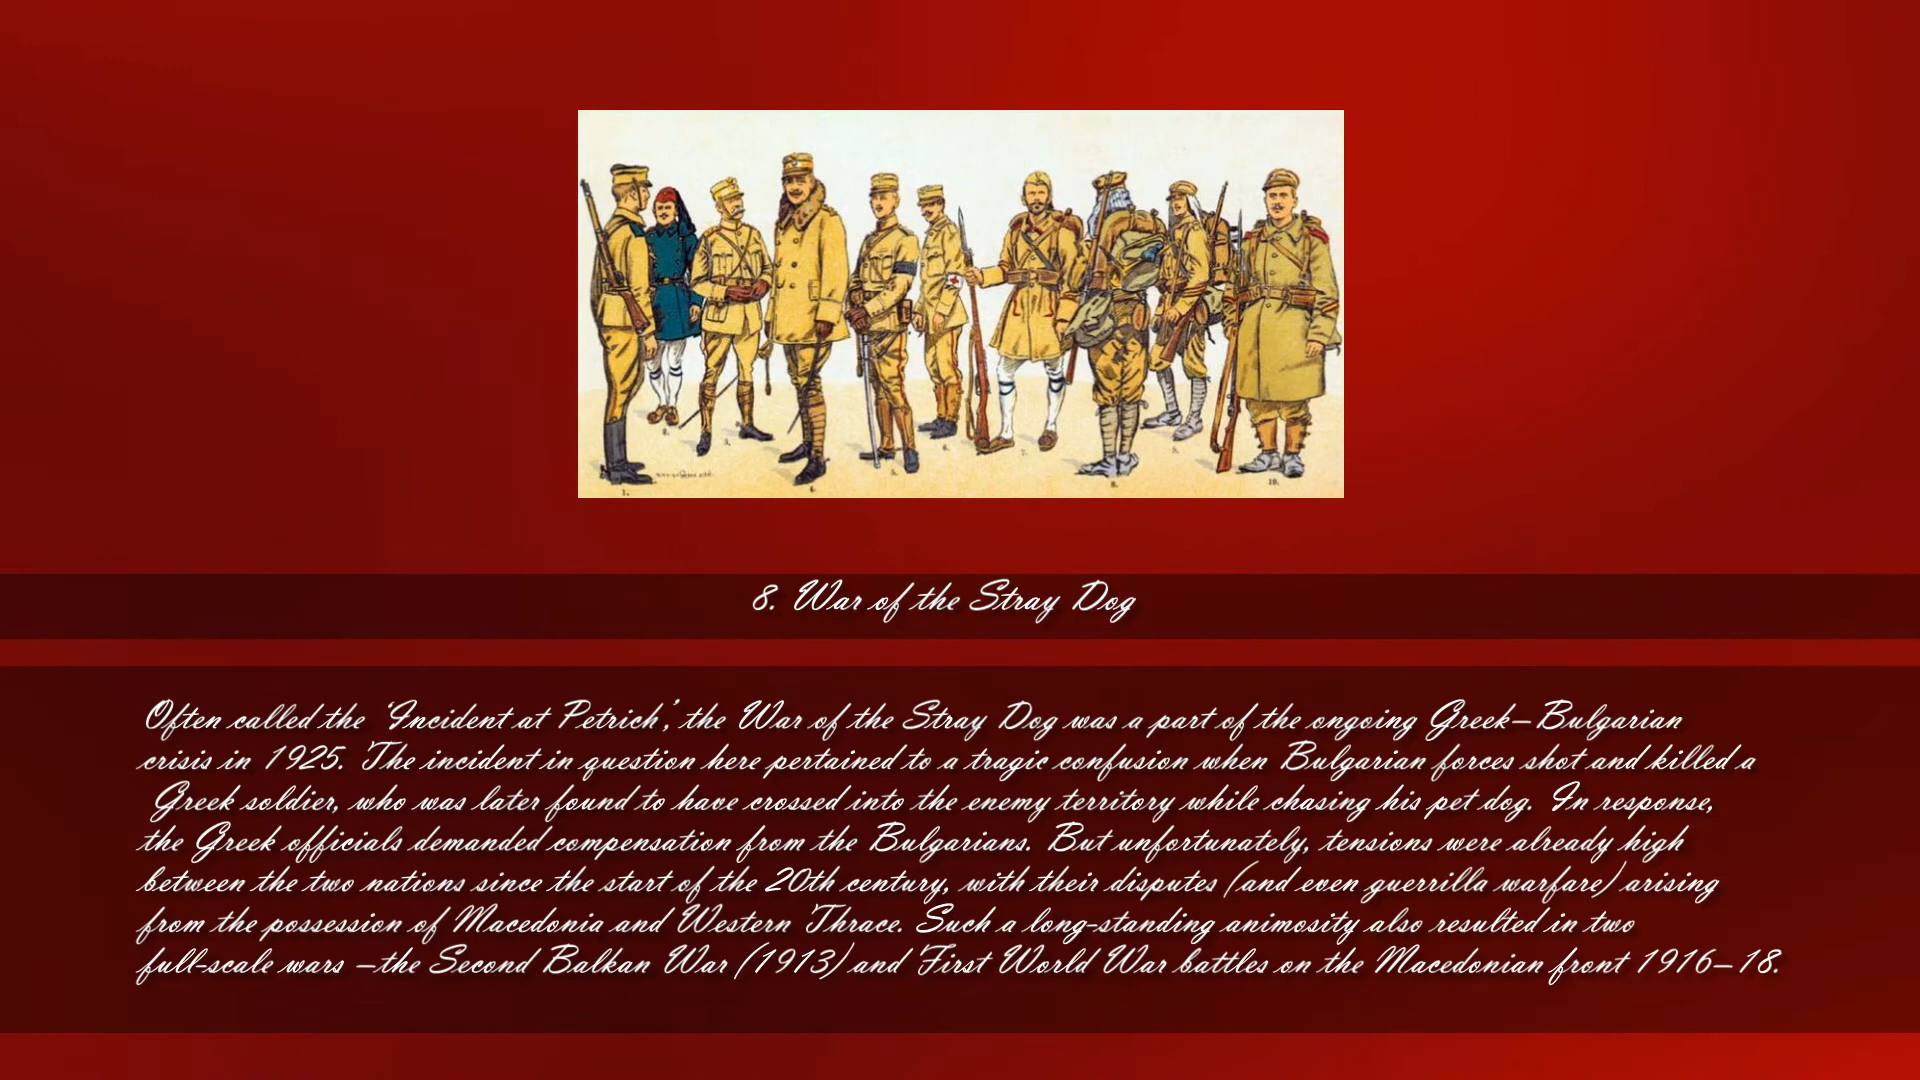 8. War of the Stray Dog
Often called the 'Incident at Petrich', the War of the Stray Dog was a part of the ongoing Greek–Bulgarian
crisis in 1925. The incident in question here pertained to a tragic confusion when Bulgarian forces shot and killed a
Greek soldier, who was later found to have crossed into the enemy territory while chasing his pet dog. In response,
the Greek officials demanded compensation from the Bulgarians. But unfortunately, tensions were already high
between the two nations since the start of the 20th century, with their disputes (and even guerrilla warfare) arising
from the possession of Macedonia and Western Thrace. Such a long-standing animosity also resulted in two
full-scale wars –the Second Balkan War (1913) and First World War battles on the Macedonian front 1916–18.